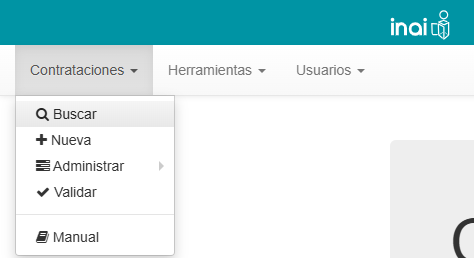 inai
Contrataciones
Herramientas
Usuarios
Buscar
Nueva
Administrar
Validar
Manual